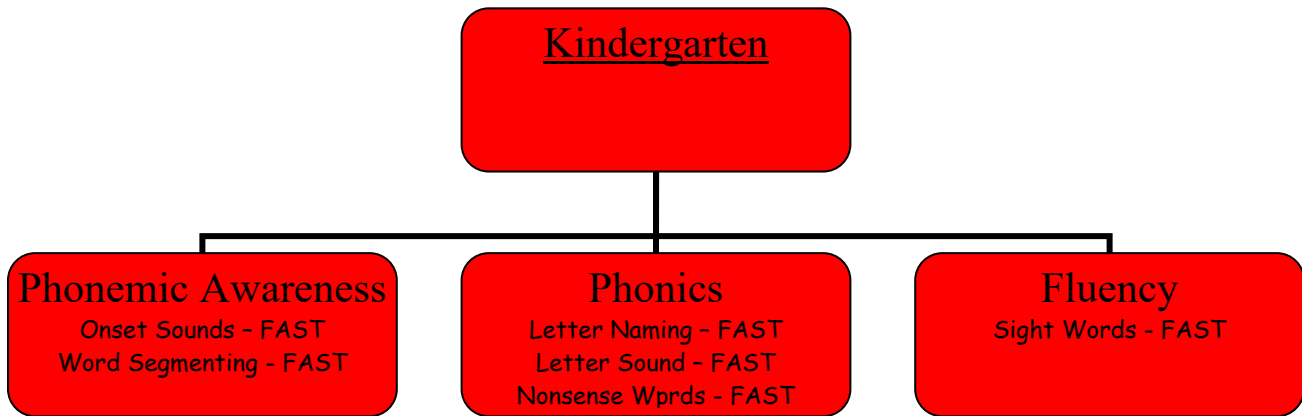 Kindergarten
Phonemic Awareness
Onset Sounds – FAST
Word Segmenting - FAST
Phonics
Letter Naming – FAST
Letter Sound – FAST
Nonsense Wprds - FAST
Fluency
Sight Words - FAST